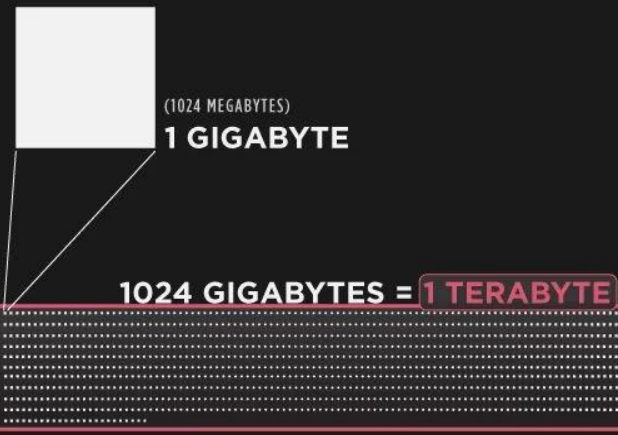 (1024 MEGABYTES)
1 GIGABYTE
1024 GIGABYTES = 1 TERABYTE